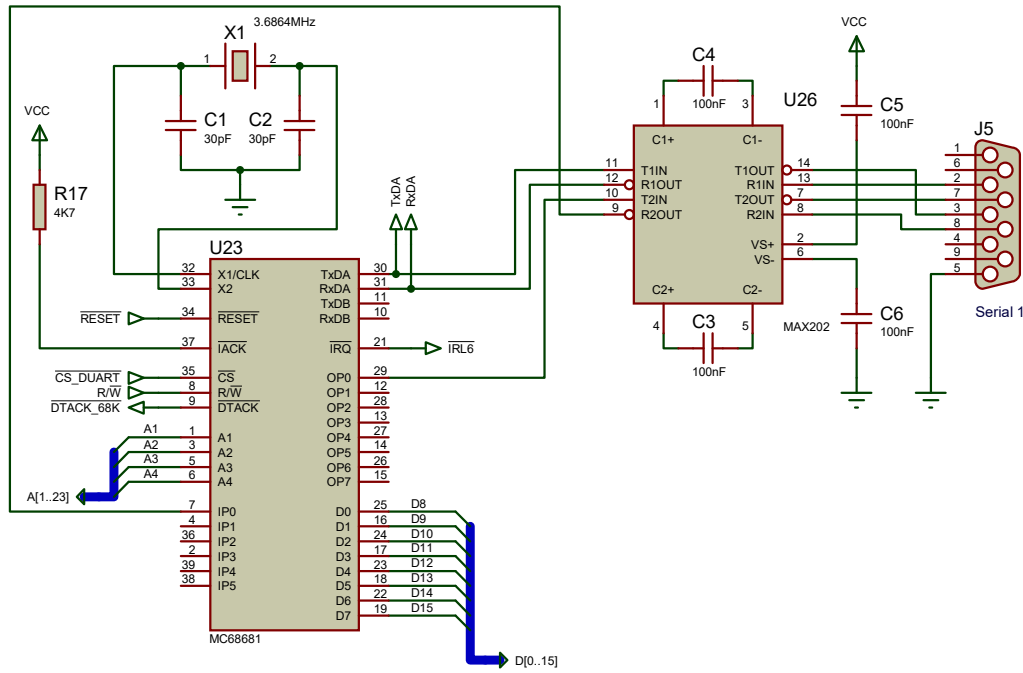 3.6864MHz
X1
1
2
VCC
C1
30pF
C2
30pF
R17
4K7
TxDA
RxDA
U23
32 X1/CLK TxDA 30
33 X2 RxDA 31
TxDB 11
RESET 34 RESET RxDB 10
37 IACK IRQ 21 IRL6
CS_DUART 35 CS OP0 29
R/W 8 R/W OP1 12
DTACK_68K 9 DTACK OP2 28
OP3 13
A1 1 A1 OP4 27
A2 3 A2 OP5 14
A3 5 A3 OP6 26
A4 6 A4 OP7 15
A[1..23]
7 IP0 D0 25 D8
4 IP1 D1 16 D9
36 IP2 D2 24 D10
2 IP3 D3 17 D11
39 IP4 D4 23 D12
38 IP5 D5 18 D13
D6 22 D14
D7 19 D15
MC68681
D[0..15]
C4
100nF
1
3
U26
C1+ C1-
11 T1IN T1OUT 14
12 R1OUT R1IN 13
10 T2IN T2OUT 7
9 R2OUT R2IN 8
VS+ 2
VS- 6
C2+ C2-
4
5
MAX202
C3
100nF
VCC
C5
100nF
C6
100nF
J5
1
6
2
7
3
8
4
9
5
Serial 1